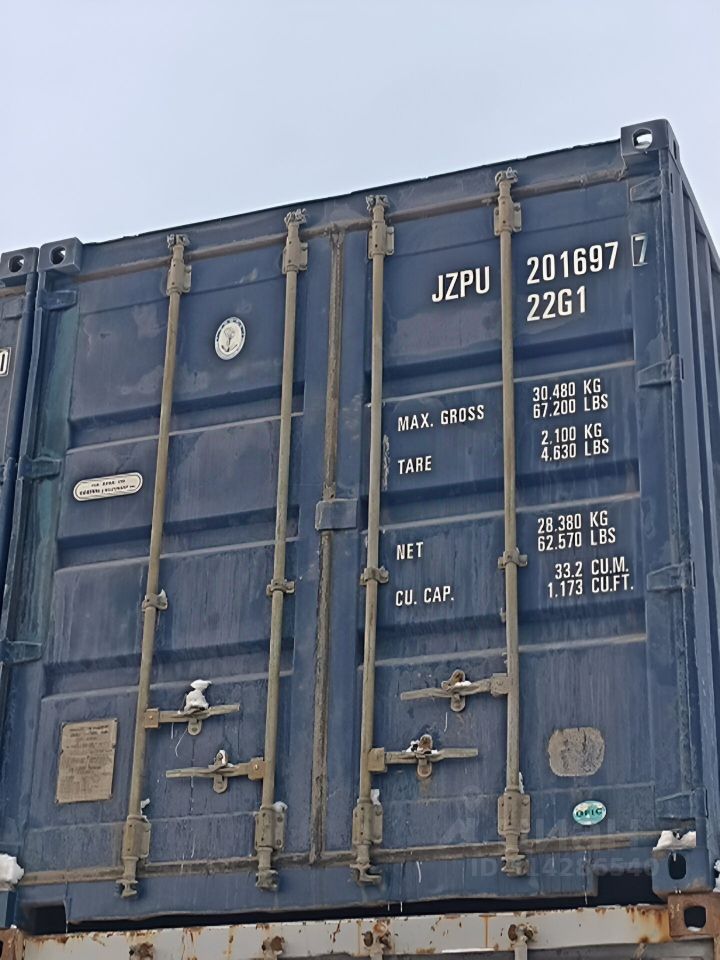 JZPU 201697 7
22G1
MAX. GROSS 30.480 KG
67.200 LBS
TARE 2.100 KG
4.630 LBS
NET 28.380 KG
62.570 LBS
CU. CAP. 33.2 CU.M.
1.173 CU.FT.